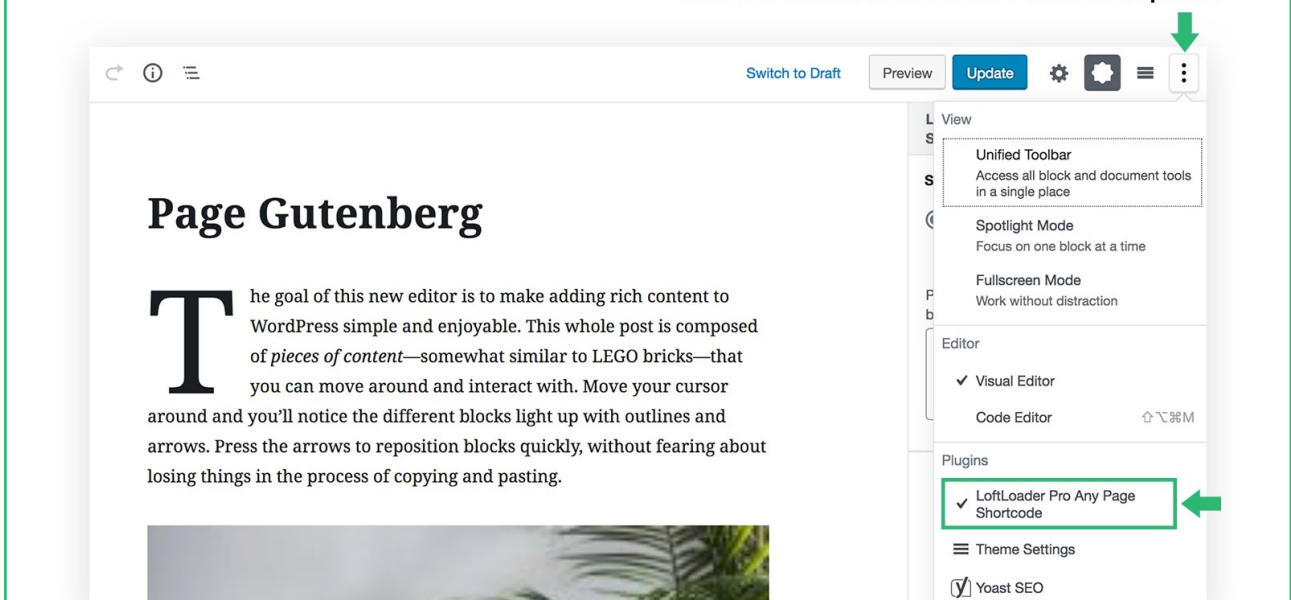 Switch to Draft
Preview
Update
View
Unified Toolbar
Access all block and document tools
in a single place
Spotlight Mode
Focus on one block at a time
Fullscreen Mode
Work without distraction
Editor
Visual Editor
Code Editor ⇧⌥⌘M
Plugins
LoftLoader Pro Any Page
Shortcode
Theme Settings
Yoast SEO
Page Gutenberg
The goal of this new editor is to make adding rich content to
WordPress simple and enjoyable. This whole post is composed
of pieces of content—somewhat similar to LEGO bricks—that
you can move around and interact with. Move your cursor
around and you’ll notice the different blocks light up with outlines and
arrows. Press the arrows to reposition blocks quickly, without fearing about
losing things in the process of copying and pasting.